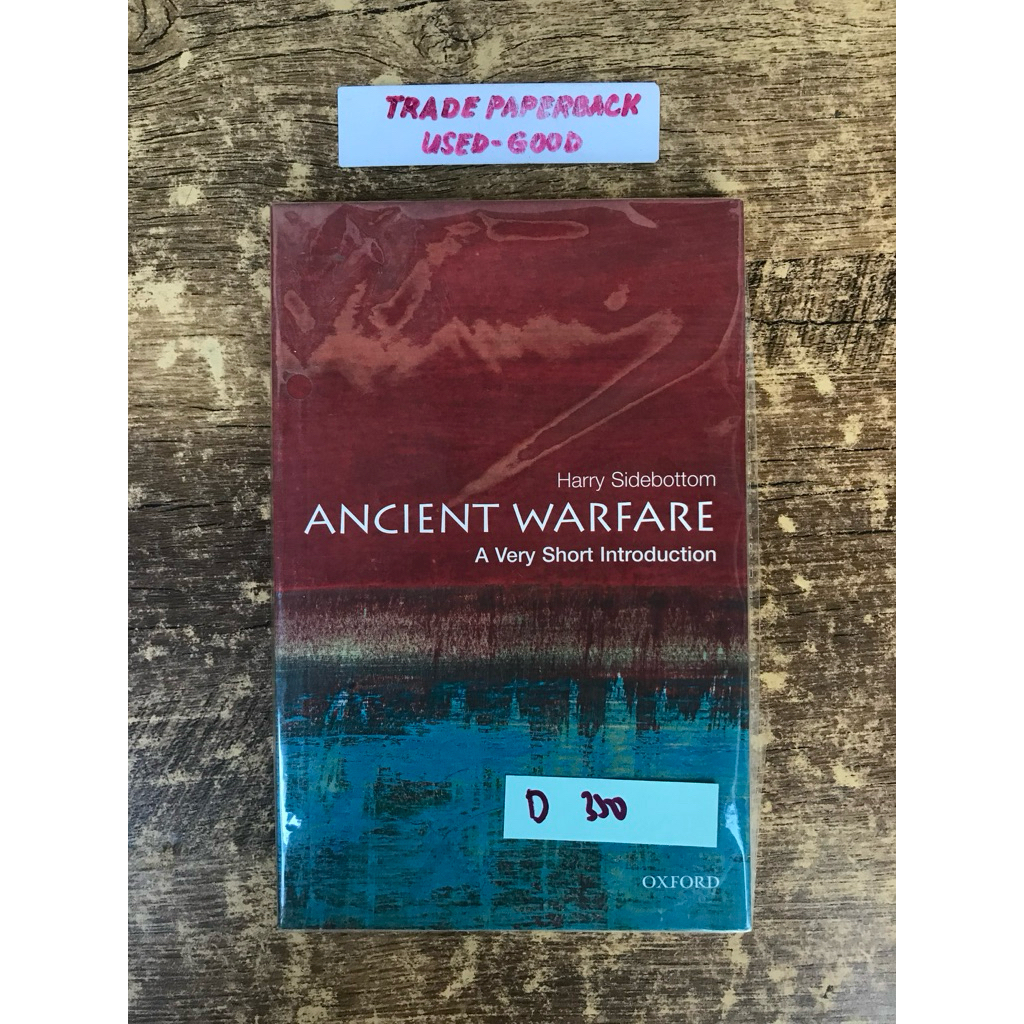 TRADE PAPERBACK
USED-GOOD
Harry Sidebottom
ANCIENT WARFARE
A Very Short Introduction
D 350
OXFORD